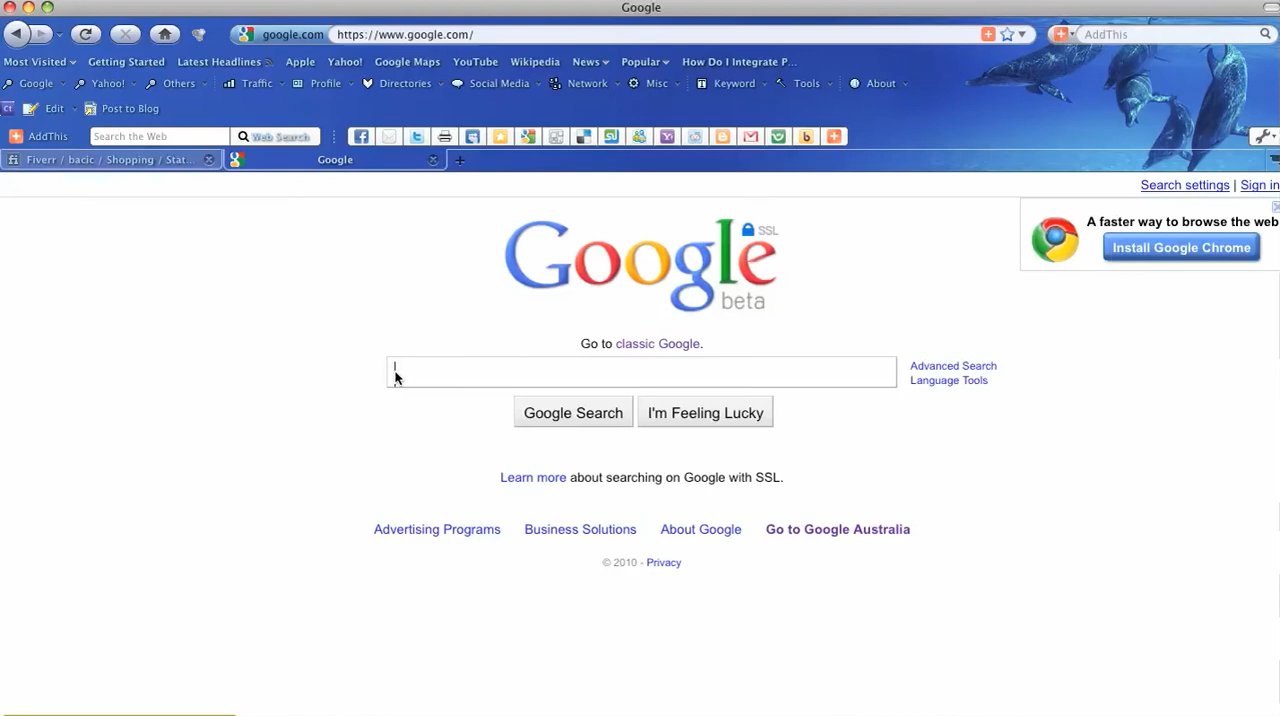 Google
google.com https://www.google.com/ AddThis
Most Visited Getting Started Latest Headlines Apple Yahoo! Google Maps YouTube Wikipedia News Popular How Do I Integrate P...
Google Yahoo! Others Traffic Profile Directories Social Media Network Misc Keyword Tools About
Ct Edit Post to Blog
AddThis Search the Web Web Search
Fiverr / bacic / Shopping / Stat... Google
Search settings | Sign in
A faster way to browse the web
Install Google Chrome
Google SSL
beta
Go to classic Google.
Advanced Search
Language Tools
Google Search I'm Feeling Lucky
Learn more about searching on Google with SSL.
Advertising Programs Business Solutions About Google Go to Google Australia
© 2010 - Privacy